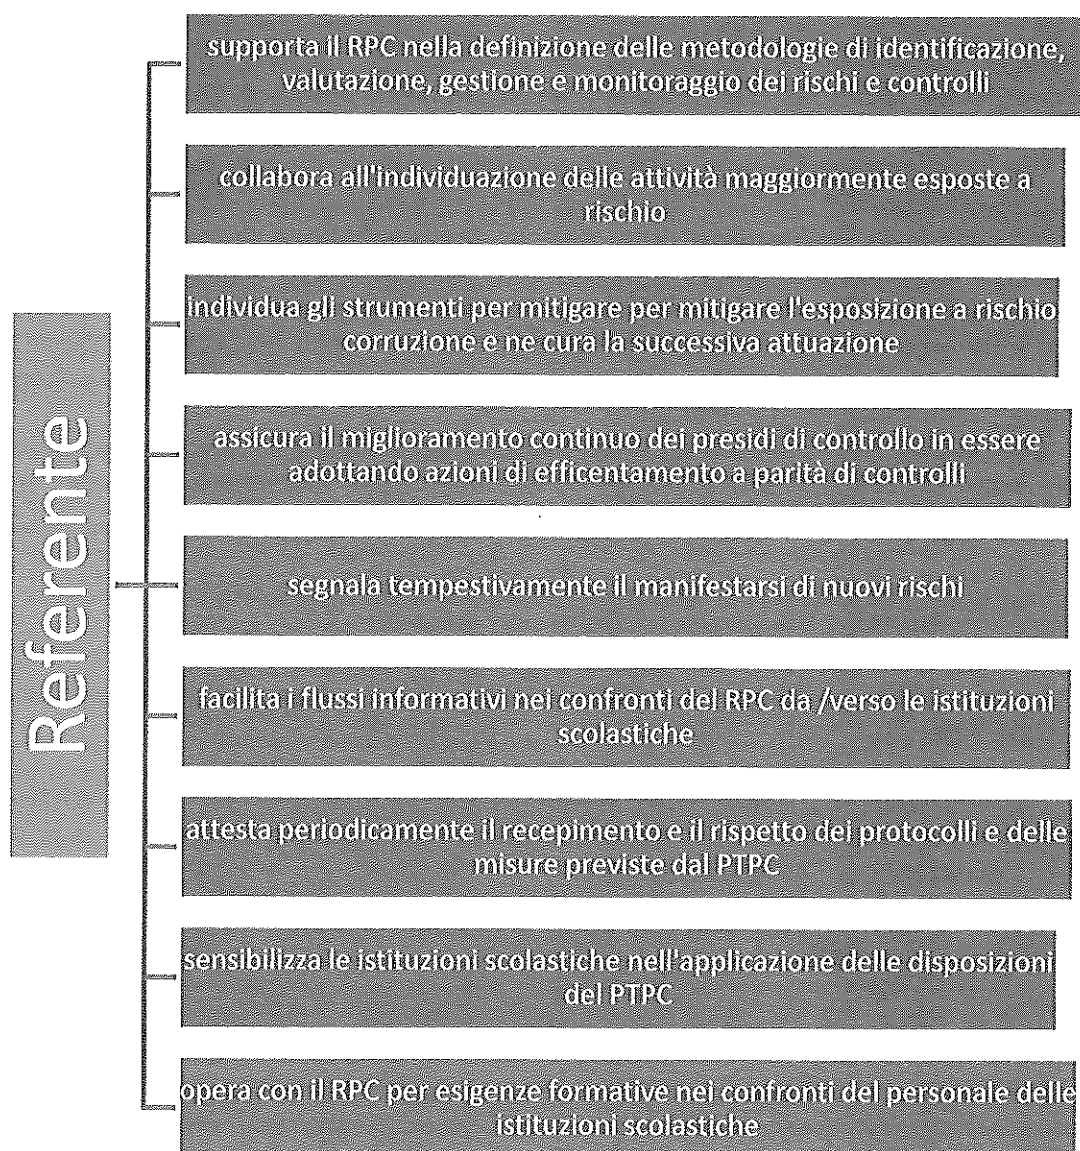 supporta il RPC nella definizione delle metodologie di identificazione,
valutazione, gestione e monitoraggio dei rischi e controlli
collabora all'individuazione delle attività maggiormente esposte a
rischio
individua gli strumenti per mitigare per mitigare l'esposizione a rischio
corruzione e ne cura la successiva attuazione
assicura il miglioramento continuo dei presidi di controllo in essere
adottando azioni di efficentamento a parità di controlli
Referente
segnala tempestivamente il manifestarsi di nuovi rischi
facilita i flussi informativi nei confronti del RPC da /verso le istituzioni
scolastiche
attesta periodicamente il recepimento e il rispetto dei protocolli e delle
misure previste dal PTPC
sensibilizza le istituzioni scolastiche nell'applicazione delle disposizioni
del PTPC
opera con il RPC per esigenze formative nei confronti del personale delle
istituzioni scolastiche